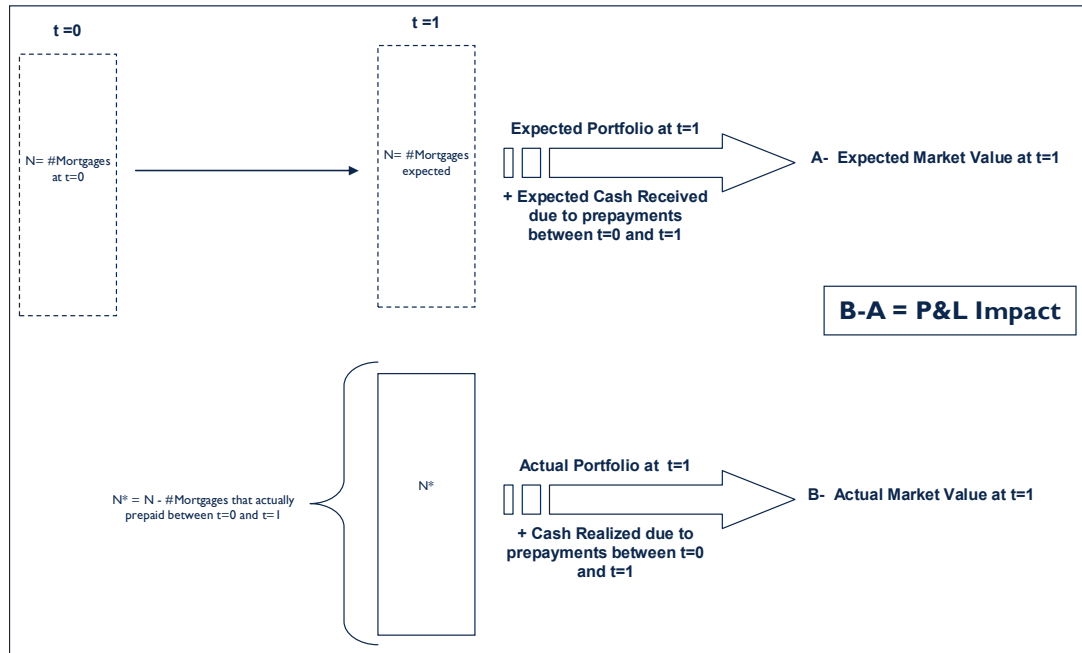 t =0
t =1
N= #Mortgages
at t=0
N= #Mortgages
expected
Expected Portfolio at t=1
+ Expected Cash Received
due to prepayments
between t=0 and t=1
A- Expected Market Value at t=1
B-A = P&L Impact
N* = N - #Mortgages that actually
prepaid between t=0 and t=1
N*
Actual Portfolio at t=1
+ Cash Realized due to
prepayments between t=0
and t=1
B- Actual Market Value at t=1